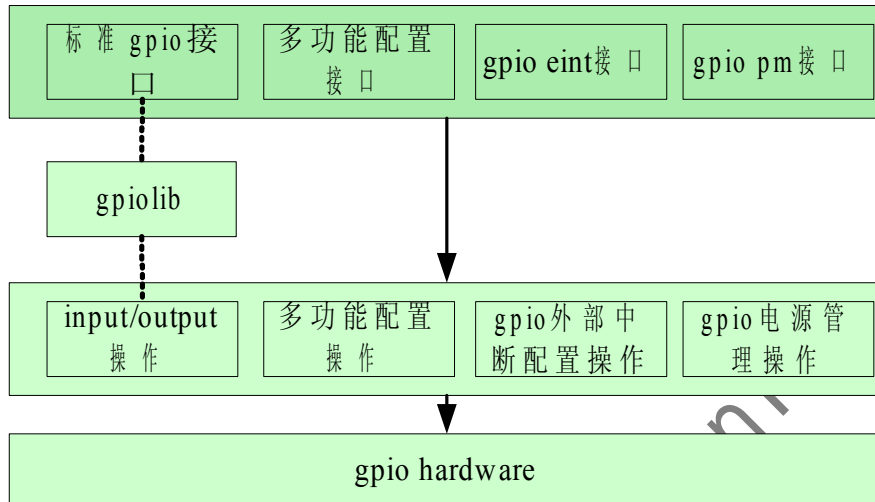 标准 gpio接
口
多功能配置
接口
gpio eint接口
gpio pm接口
gpiolib
input/output
操作
多功能配置
操作
gpio外部中
断配置操作
gpio电源管
理操作
gpio hardware